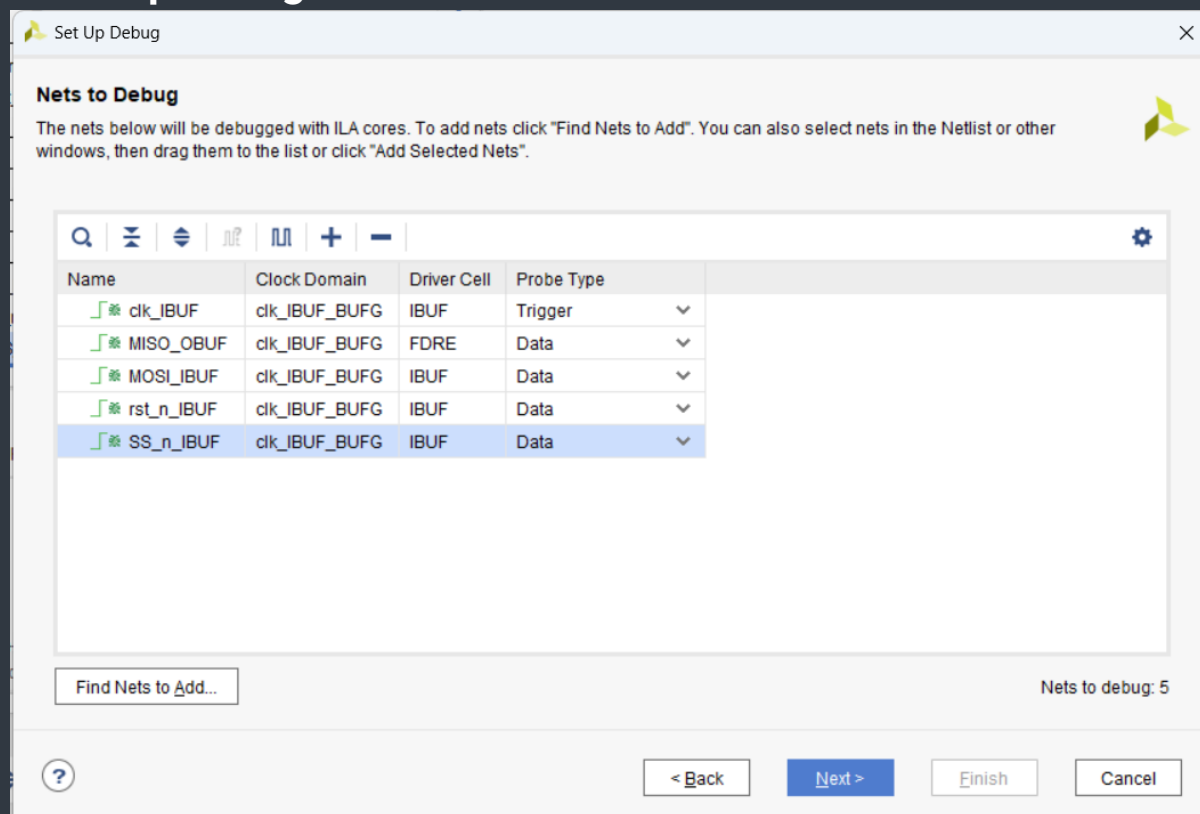 Set Up Debug
Nets to Debug
The nets below will be debugged with ILA cores. To add nets click "Find Nets to Add". You can also select nets in the Netlist or other
windows, then drag them to the list or click "Add Selected Nets".
Name Clock Domain Driver Cell Probe Type
clk_IBUF clk_IBUF_BUFG IBUF Trigger
MISO_OBUF clk_IBUF_BUFG FDRE Data
MOSI_IBUF clk_IBUF_BUFG IBUF Data
rst_n_IBUF clk_IBUF_BUFG IBUF Data
SS_n_IBUF clk_IBUF_BUFG IBUF Data
Find Nets to Add... Nets to debug: 5
? < Back Next > Finish Cancel